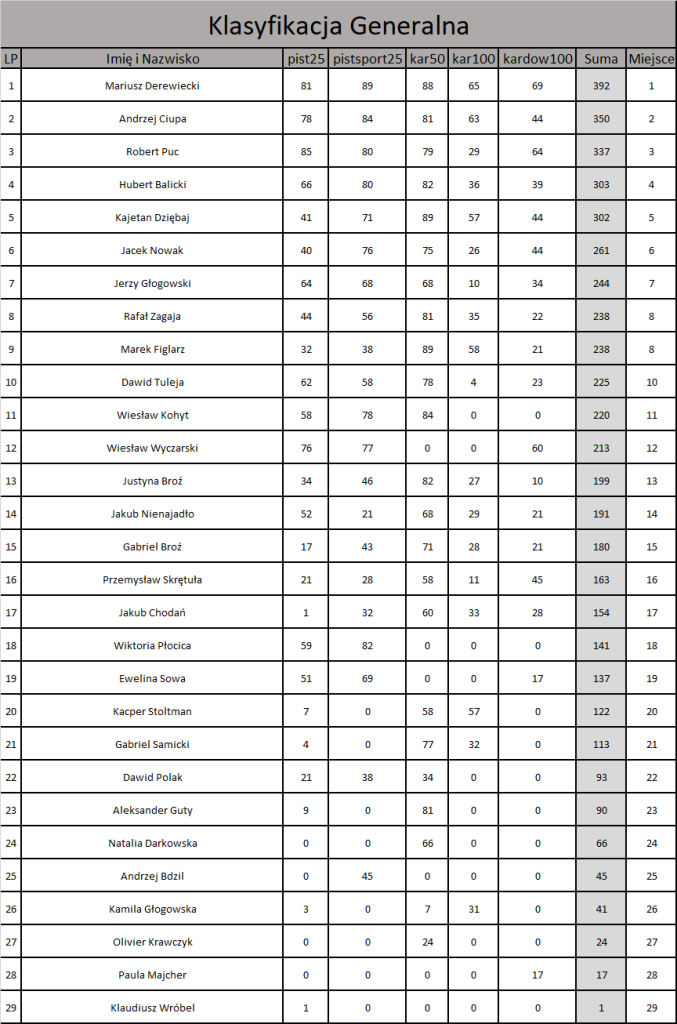 Klasyfikacja Generalna
LP Imię i Nazwisko pist25 pistsport25 kar50 kar100 kardow100 Suma Miejsce
1 Mariusz Derewiecki 81 89 88 65 69 392 1
2 Andrzej Ciupa 78 84 81 63 44 350 2
3 Robert Puc 85 80 79 29 64 337 3
4 Hubert Balicki 66 80 82 36 39 303 4
5 Kajetan Dziębaj 41 71 89 57 44 302 5
6 Jacek Nowak 40 76 75 26 44 261 6
7 Jerzy Głogowski 64 68 68 10 34 244 7
8 Rafał Zagaja 44 56 81 35 22 238 8
9 Marek Figlarz 32 38 89 58 21 238 8
10 Dawid Tuleja 62 58 78 4 23 225 10
11 Wiesław Kohyt 58 78 84 0 0 220 11
12 Wiesław Wyczarski 76 77 0 0 60 213 12
13 Justyna Broź 34 46 82 27 10 199 13
14 Jakub Nienajadło 52 21 68 29 21 191 14
15 Gabriel Broź 17 43 71 28 21 180 15
16 Przemysław Skrętuła 21 28 58 11 45 163 16
17 Jakub Chodań 1 32 60 33 28 154 17
18 Wiktoria Płocica 59 82 0 0 0 141 18
19 Ewelina Sowa 51 69 0 0 17 137 19
20 Kacper Stoltman 7 0 58 57 0 122 20
21 Gabriel Samicki 4 0 77 32 0 113 21
22 Dawid Polak 21 38 34 0 0 93 22
23 Aleksander Guty 9 0 81 0 0 90 23
24 Natalia Darkowska 0 0 66 0 0 66 24
25 Andrzej Bdzil 0 45 0 0 0 45 25
26 Kamila Głogowska 3 0 7 31 0 41 26
27 Olivier Krawczyk 0 0 24 0 0 24 27
28 Paula Majcher 0 0 0 0 17 17 28
29 Klaudiusz Wróbel 1 0 0 0 0 1 29